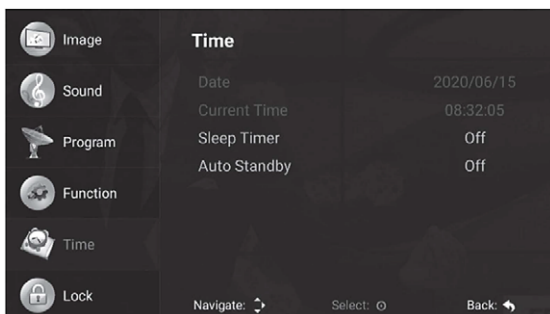 Image
Sound
Program
Function
Time
Lock
Time
Date 2020/06/15
Current Time 08:32:05
Sleep Timer Off
Auto Standby Off
Navigate: Select: Back: